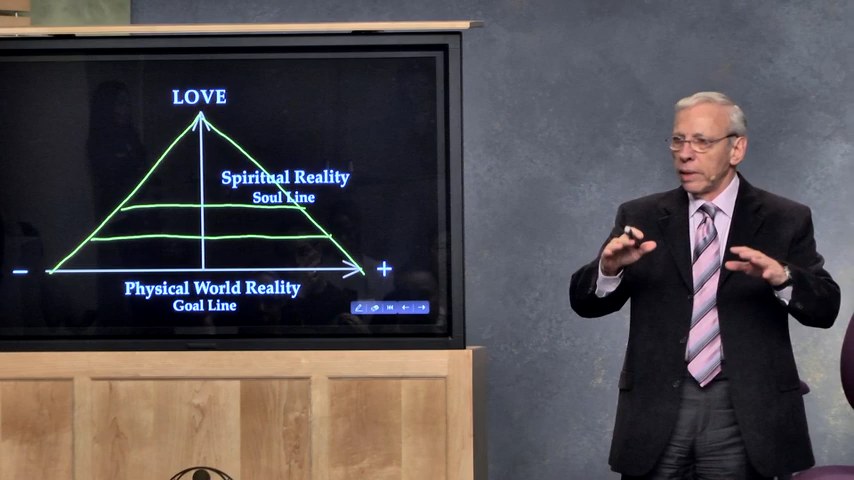 LOVE
Spiritual Reality
Soul Line
- +
Physical World Reality
Goal Line